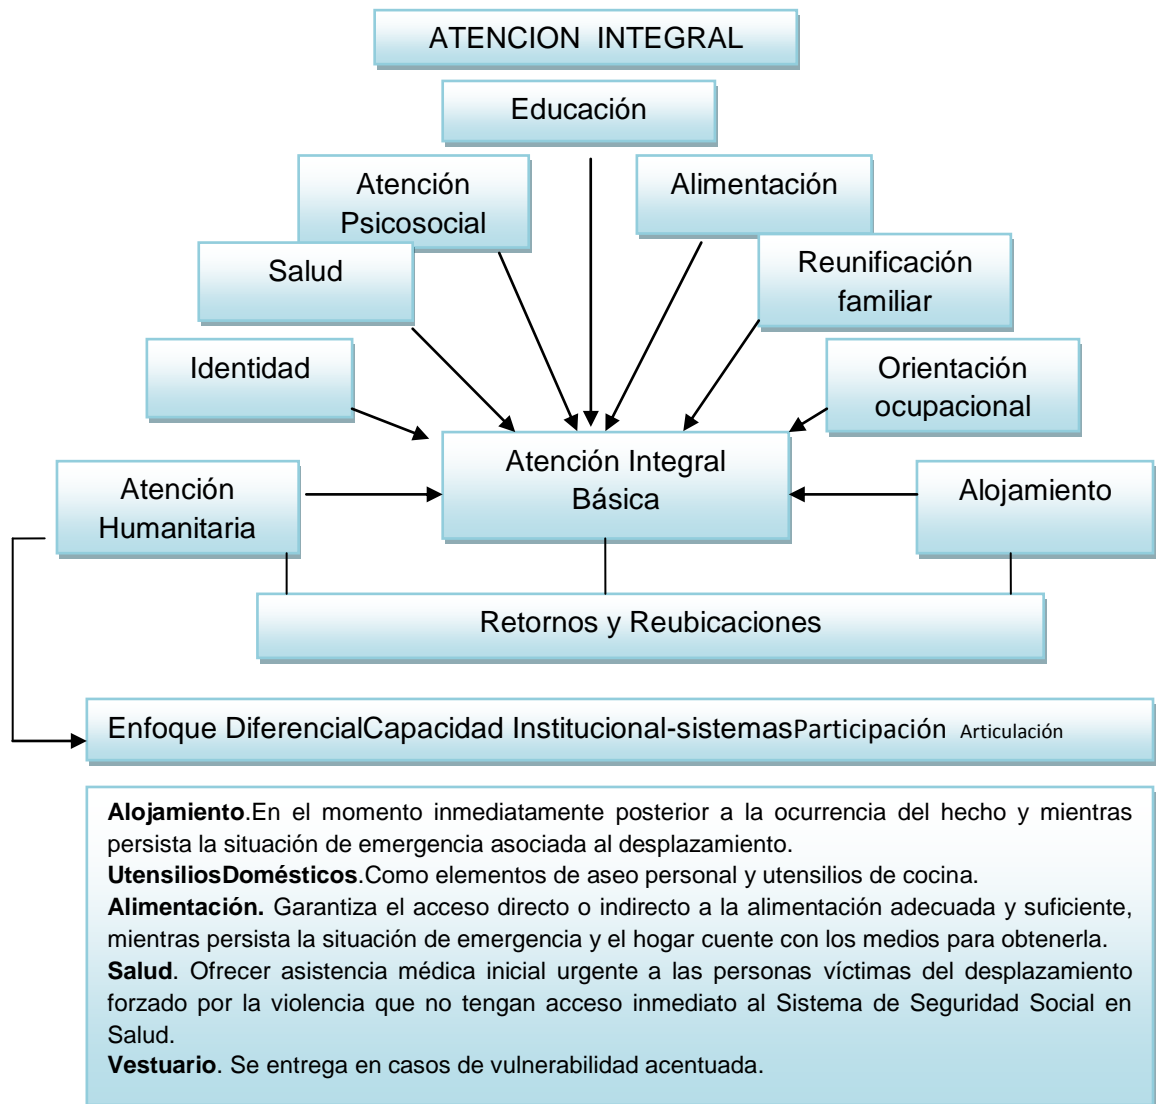 ATENCION  INTEGRAL
Educación
Atención
Psicosocial
Alimentación
Salud
Reunificación
familiar
Identidad
Orientación
ocupacional
Atención Integral
Básica
Atención
Humanitaria
Alojamiento
Retornos y Reubicaciones
Enfoque DiferencialCapacidad Institucional-sistemasParticipación Articulación
Alojamiento.En el momento inmediatamente posterior a la ocurrencia del hecho y mientras
persista la situación de emergencia asociada al desplazamiento.
UtensiliosDomésticos.Como elementos de aseo personal y utensilios de cocina.
Alimentación. Garantiza el acceso directo o indirecto a la alimentación adecuada y suficiente,
mientras persista la situación de emergencia y el hogar cuente con los medios para obtenerla.
Salud. Ofrecer asistencia médica inicial urgente a las personas víctimas del desplazamiento
forzado por la violencia que no tengan acceso inmediato al Sistema de Seguridad Social en
Salud.
Vestuario. Se entrega en casos de vulnerabilidad acentuada.